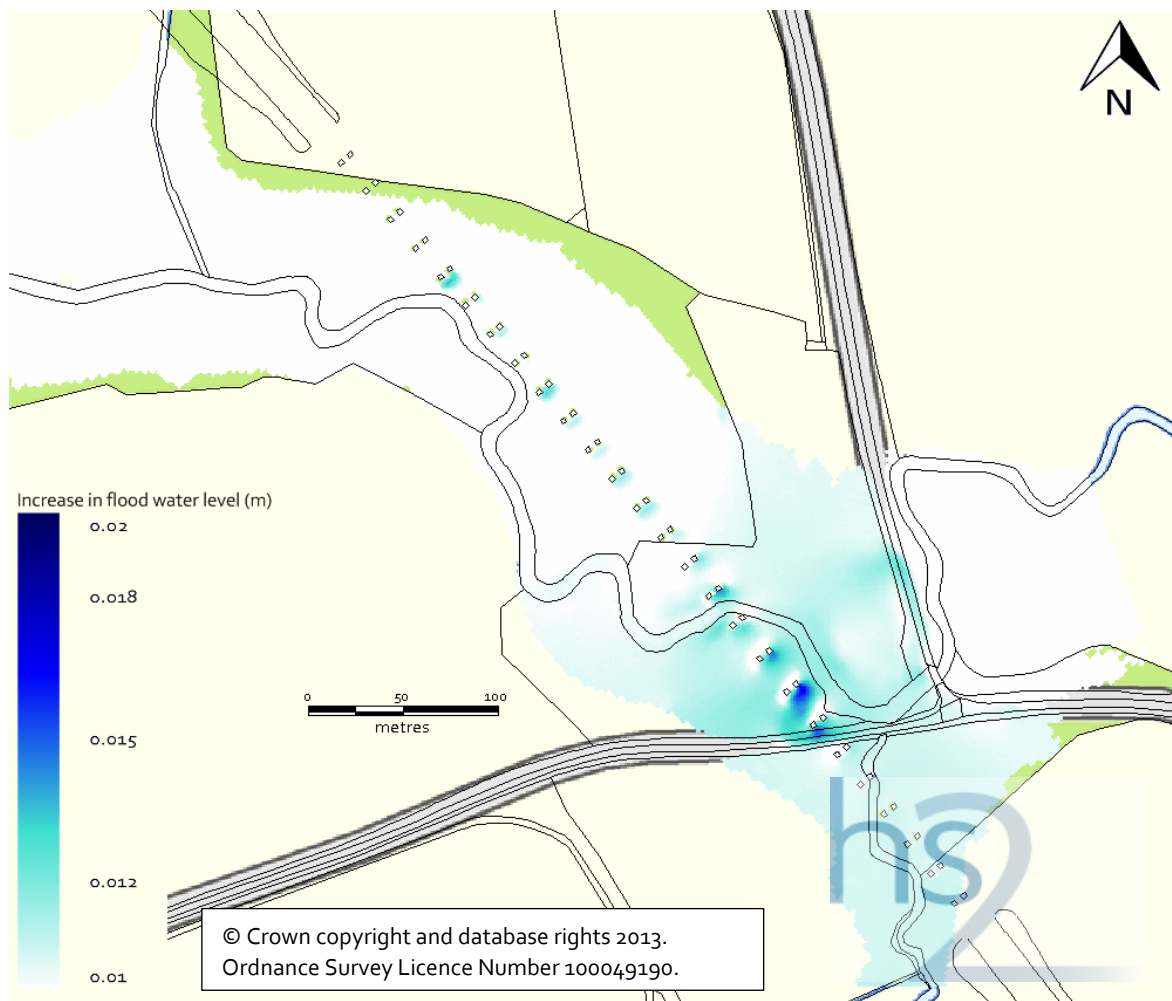 N
Increase in flood water level (m)
0.02
0.018
0.015
0.012
0.01
0 50 100
metres
hs2
© Crown copyright and database rights 2013.
Ordnance Survey Licence Number 100049190.